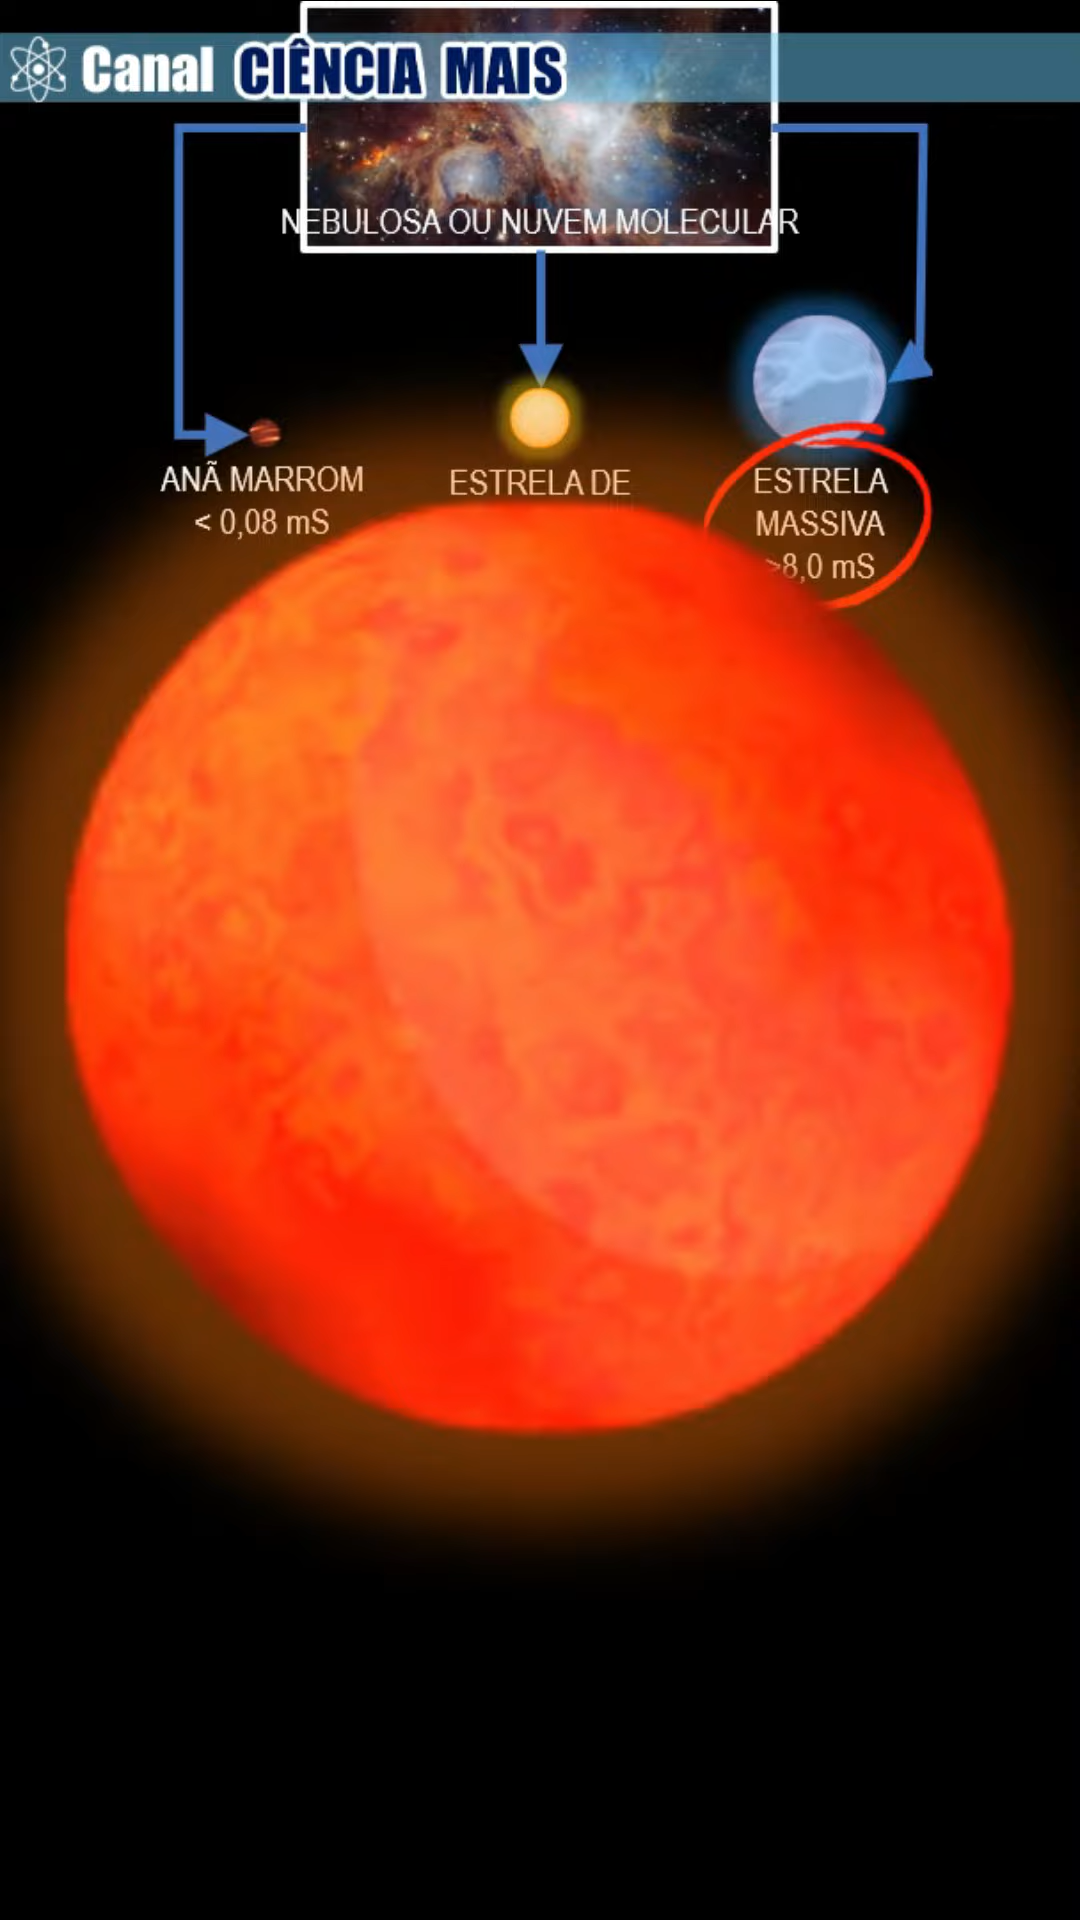 Canal CIÊNCIA MAIS
NEBULOSA OU NUVEM MOLECULAR
ANÃ MARROM
< 0,08 mS
ESTRELA DE
ESTRELA
MASSIVA
>8,0 mS